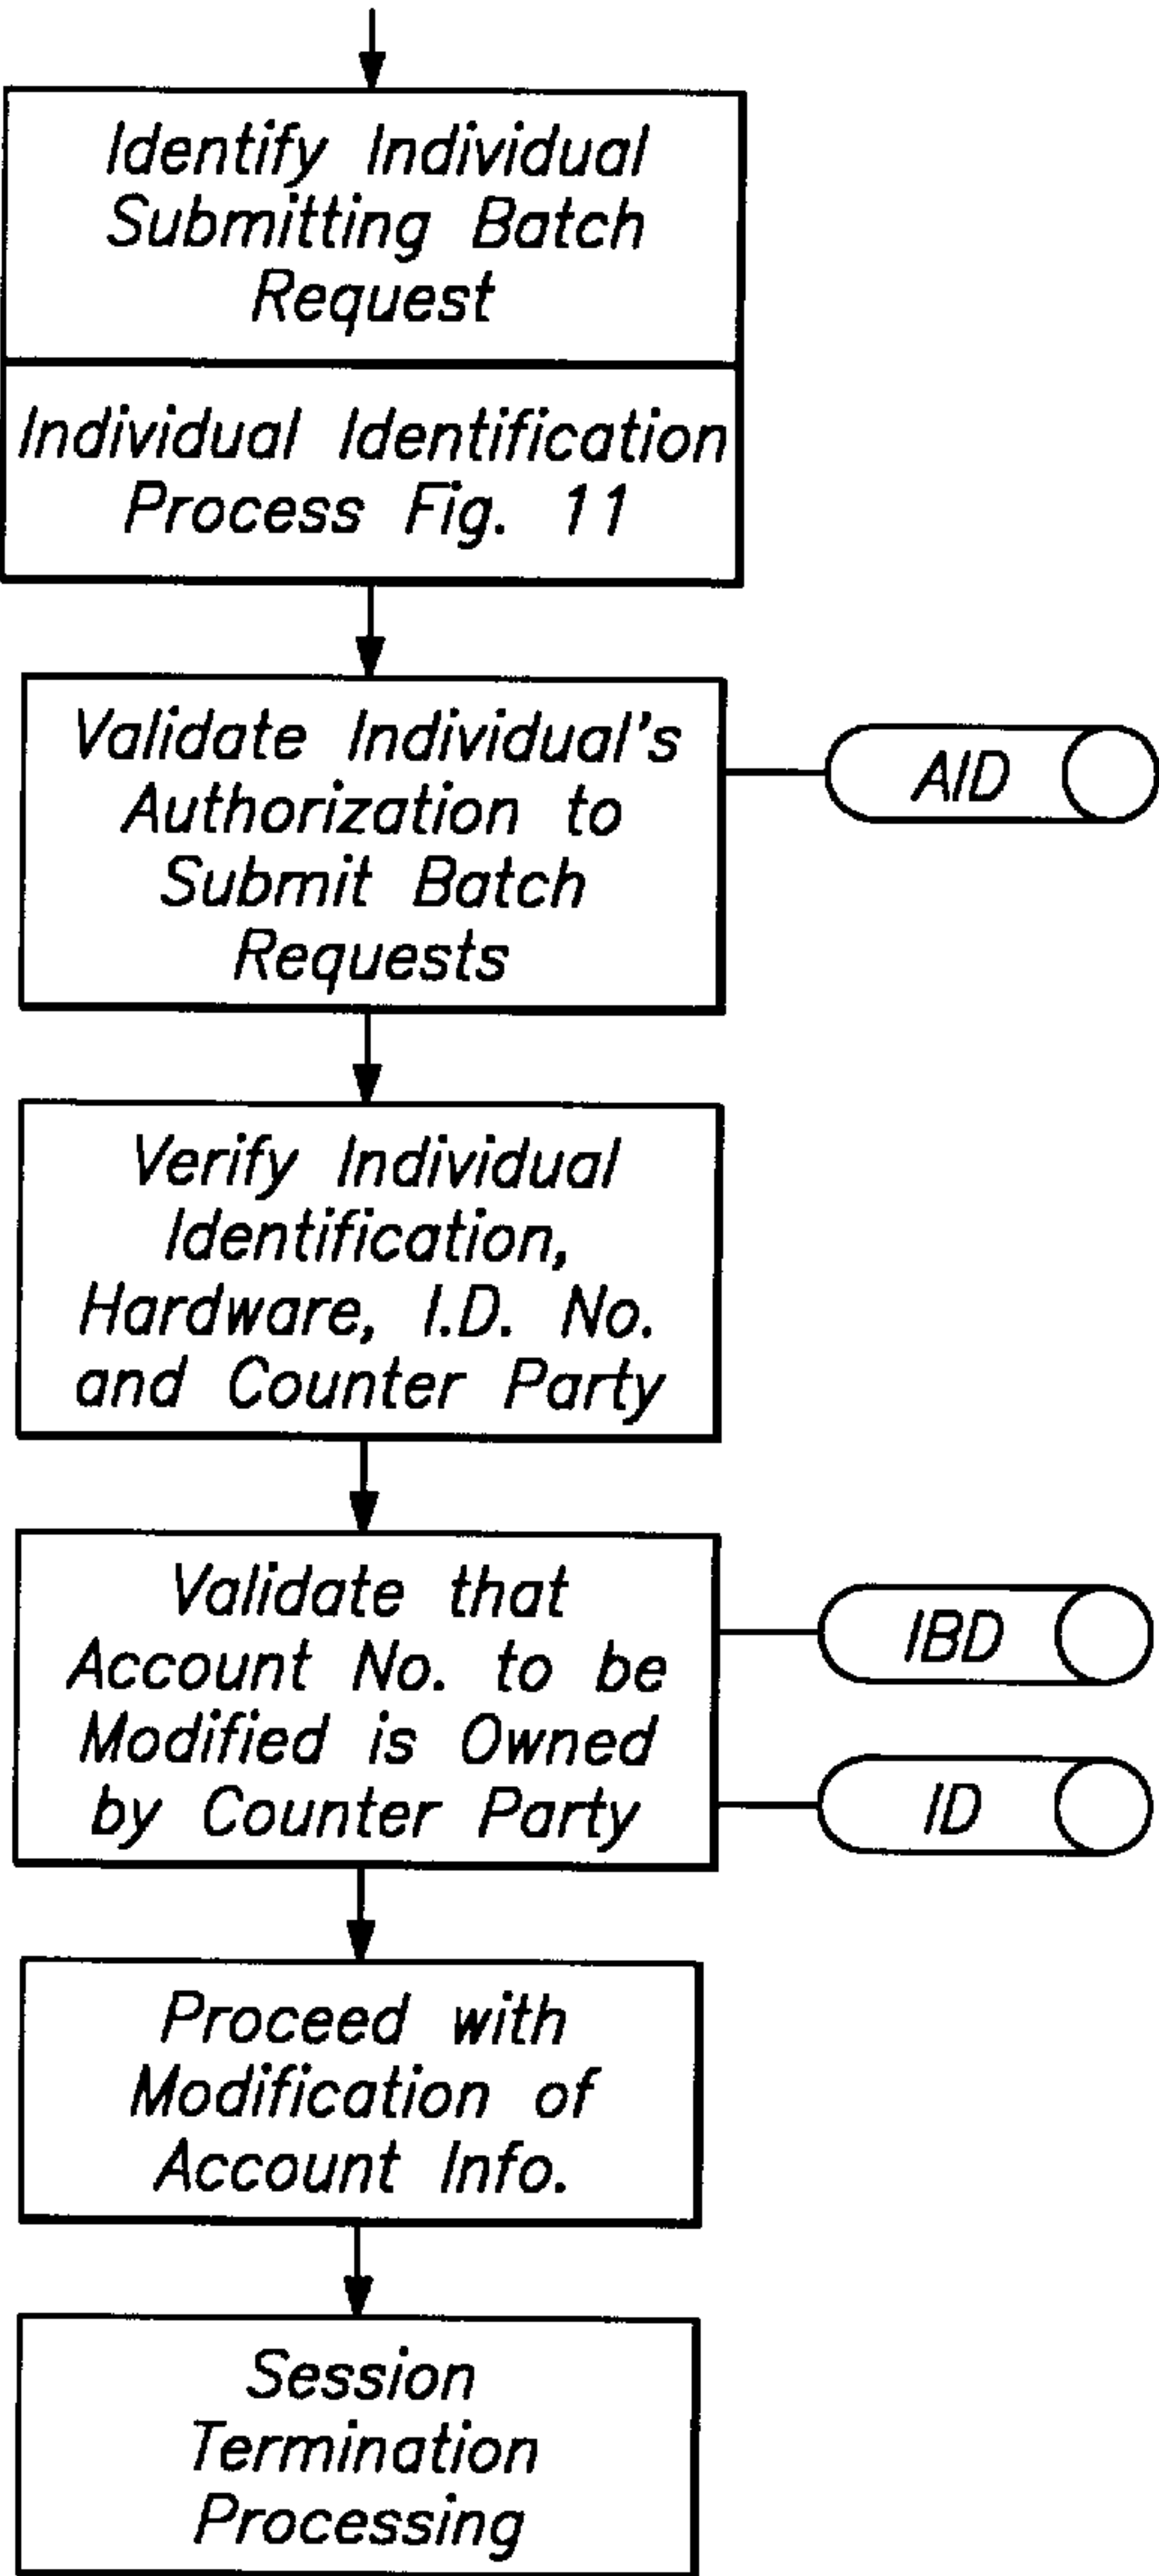 Identify Individual
Submitting Batch
Request
Individual Identification
Process Fig. 11
Validate Individual's
Authorization to
Submit Batch
Requests
AID
Verify Individual
Identification,
Hardware, I.D. No.
and Counter Party
Validate that
Account No. to be
Modified is Owned
by Counter Party
IBD
ID
Proceed with
Modification of
Account Info.
Session
Termination
Processing